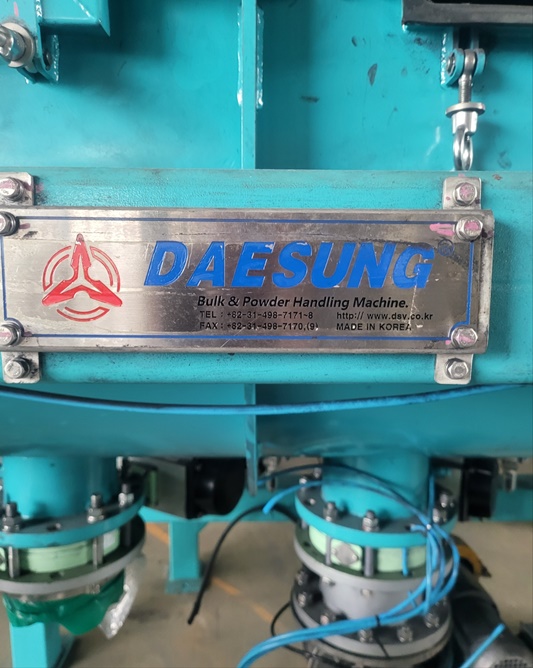 DAESUNG
Bulk & Powder Handling Machine.
TEL : +82-31-498-7171~8 http:// www.dsv.co.kr
FAX : +82-31-498-7170,(9) MADE IN KOREA